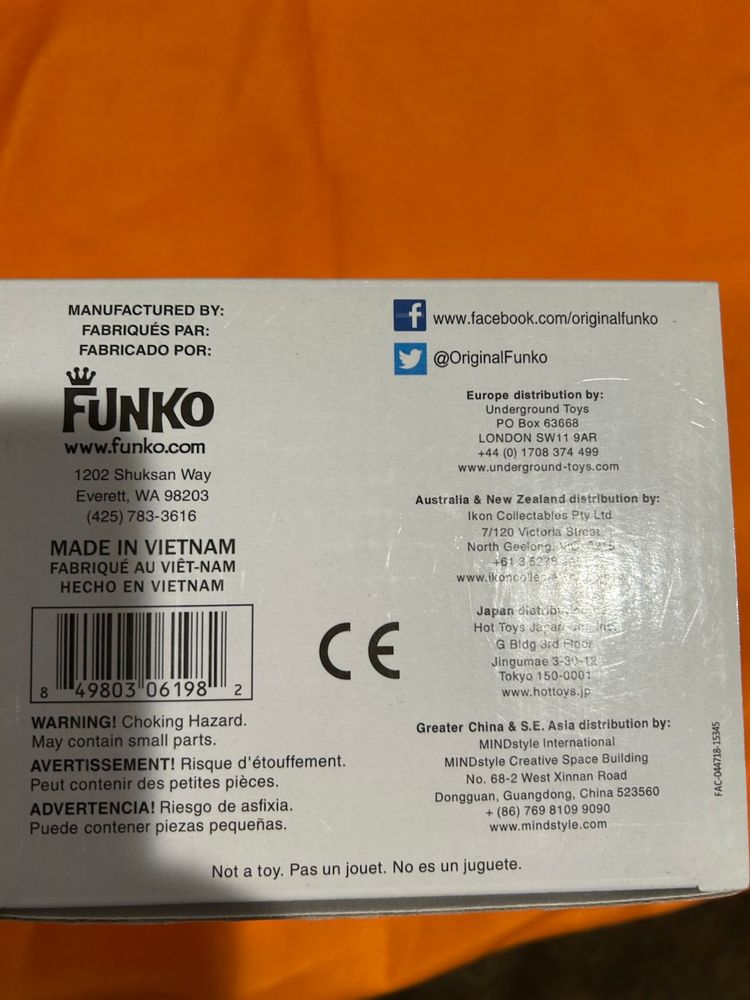 MANUFACTURED BY:
FABRIQUÉS PAR:
FABRICADO POR:
FUNKO
www.funko.com
1202 Shuksan Way
Everett, WA 98203
(425) 783-3616
MADE IN VIETNAM
FABRIQUÉ AU VIÊT-NAM
HECHO EN VIETNAM
8 49803 06198 2
WARNING! Choking Hazard.
May contain small parts.
AVERTISSEMENT! Risque d'étouffement.
Peut contenir des petites pièces.
ADVERTENCIA! Riesgo de asfixia.
Puede contener piezas pequeñas.
CE
f www.facebook.com/originalfunko
@OriginalFunko
Europe distribution by:
Underground Toys
PO Box 63668
LONDON SW11 9AR
+44 (0) 1708 374 499
www.underground-toys.com
Australia & New Zealand distribution by:
Ikon Collectables Pty Ltd
7/120 Victoria Street
North Geelong,
+61 3 5279
Japan
Hot Toys Japan
G Bldg 3rd Floor
Jingumae 3-30-12
Tokyo 150-0001
www.hottoys.jp
Greater China & S.E. Asia distribution by:
MINDstyle International
MINDstyle Creative Space Building
No. 68-2 West Xinnan Road
Dongguan, Guangdong, China 523560
+ (86) 769 8109 9090
www.mindstyle.com
FAC-044718-15345
Not a toy. Pas un jouet. No es un juguete.